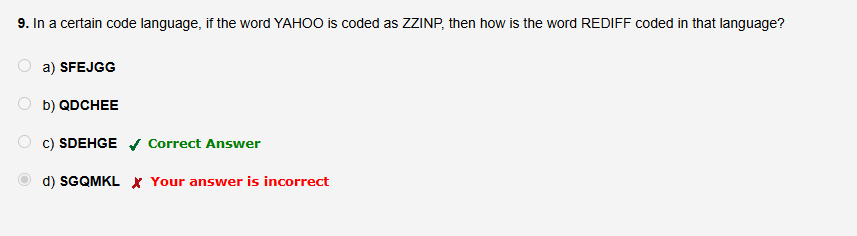 9. In a certain code language, if the word YAHOO is coded as ZZINP, then how is the word REDIFF coded in that language?
a) SFEJGG
b) QDCHEE
c) SDEHGE ✓ Correct Answer
d) SGQMKL ✗ Your answer is incorrect